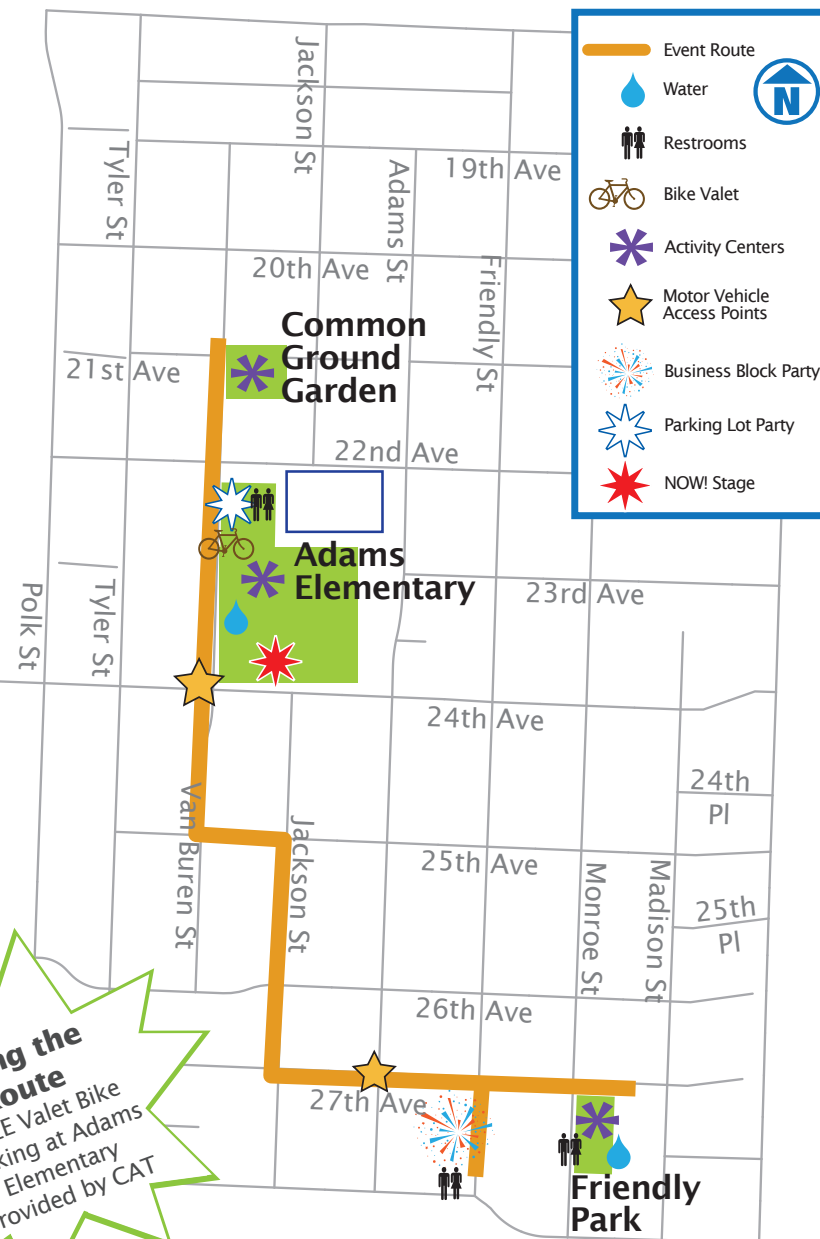 Event Route
Water
N
Restrooms
Bike Valet
Activity Centers
Motor Vehicle
Access Points
Business Block Party
Parking Lot Party
NOW! Stage
Jackson St
Tyler St
Adams St
19th Ave
20th Ave
Friendly St
Common
Ground
Garden
21st Ave
22nd Ave
Adams
Elementary
23rd Ave
Polk St
Tyler St
24th Ave
24th
Pl
Van Buren St
Jackson St
25th Ave
Monroe St
Madison St
25th
Pl
26th Ave
27th Ave
Friendly
Park
the
Valet Bike
at Adams
Elementary
by CAT